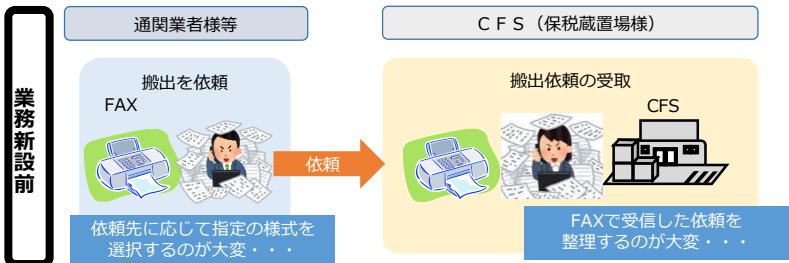 業務新設前
通関業者様等
搬出を依頼
FAX
依頼先に応じて指定の様式を
選択するのが大変・・・
依頼
ＣＦＳ（保税蔵置場様）
搬出依頼の受取
CFS
FAXで受信した依頼を
整理するのが大変・・・